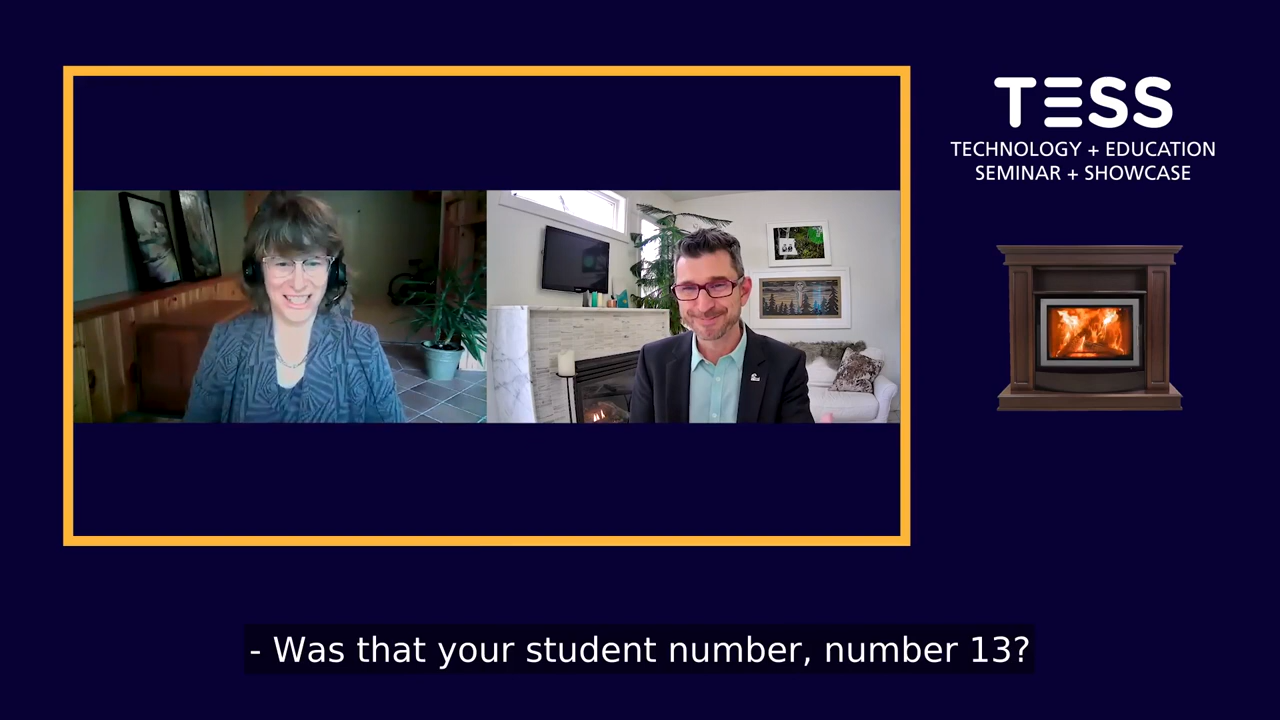 TESS
TECHNOLOGY + EDUCATION
SEMINAR + SHOWCASE
- Was that your student number, number 13?